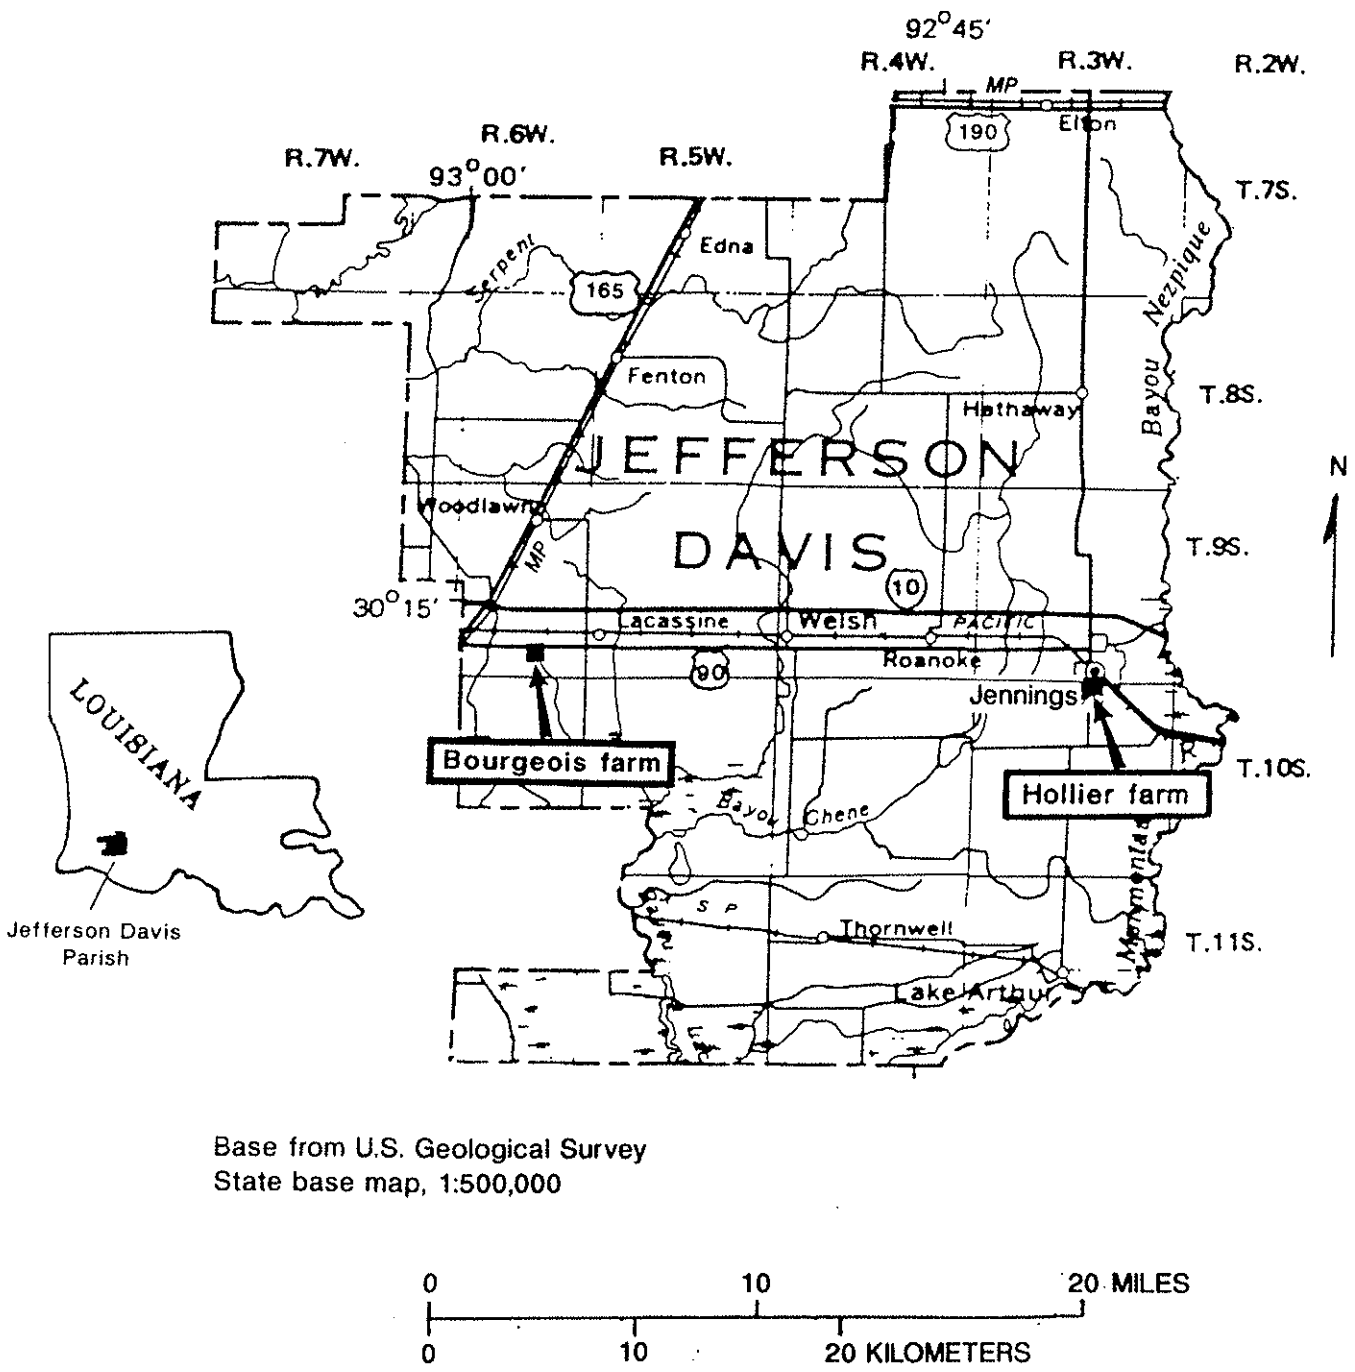 92°45'
R.4W.
R.3W.
R.2W.
MP
Elton
190
R.6W.
R.7W.
R.5W.
93°00'
T.7S.
Edna
Serpent
165
Bayou Nezpique
Fenton
T.8S.
Hathaway
JEFFERSON
N
Woodlawn
DAVIS
MP
T.9S.
10
30°15'
Lacassine
Welsh
PACIFIC
Roanoke
90
Jennings
LOUISIANA
Bourgeois farm
T.10S.
Hollier farm
Bayou Chene
Jefferson Davis
Parish
S P
Thornwell
T.11S.
Lake Arthur
Base from U.S. Geological Survey
State base map, 1:500,000
0 10 20 MILES
0 10 20 KILOMETERS